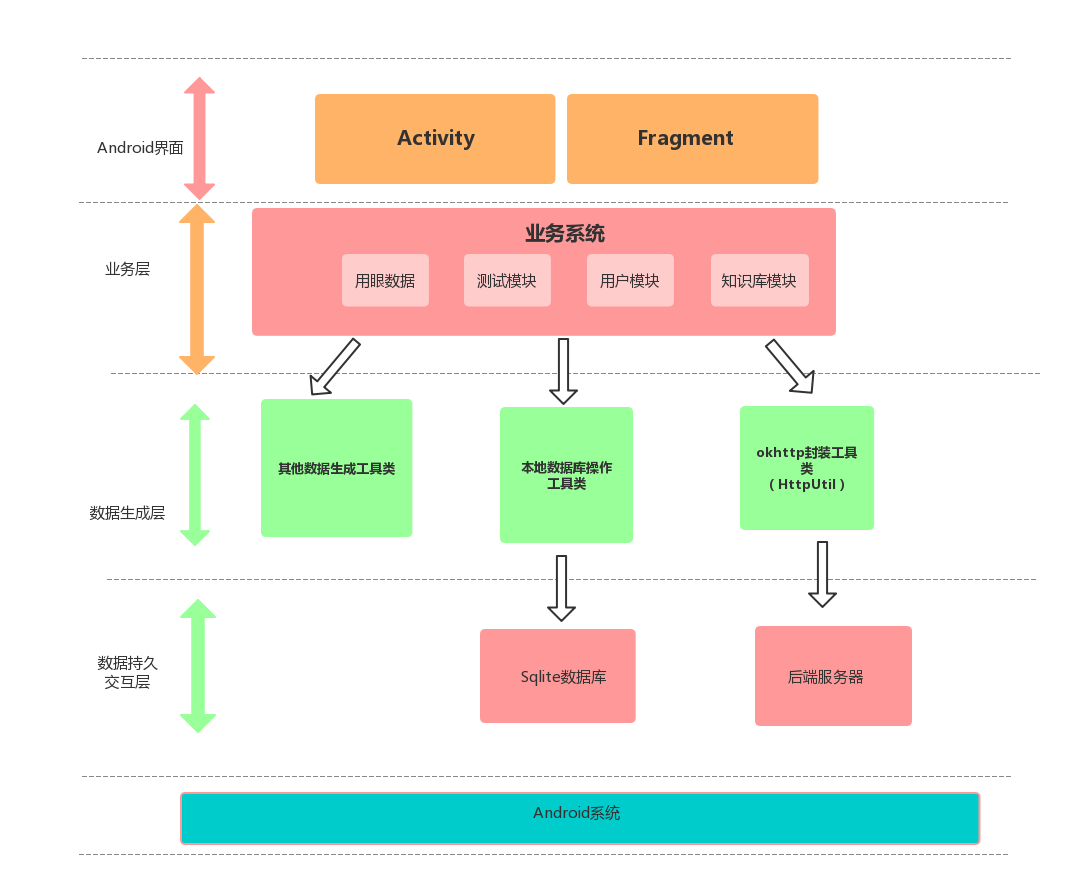 Android界面
Activity
Fragment
业务层
业务系统
用眼数据
测试模块
用户模块
知识库模块
数据生成层
其他数据生成工具类
本地数据库操作
工具类
okhttp封装工具
类
（HttpUtil）
数据持久
交互层
Sqlite数据库
后端服务器
Android系统